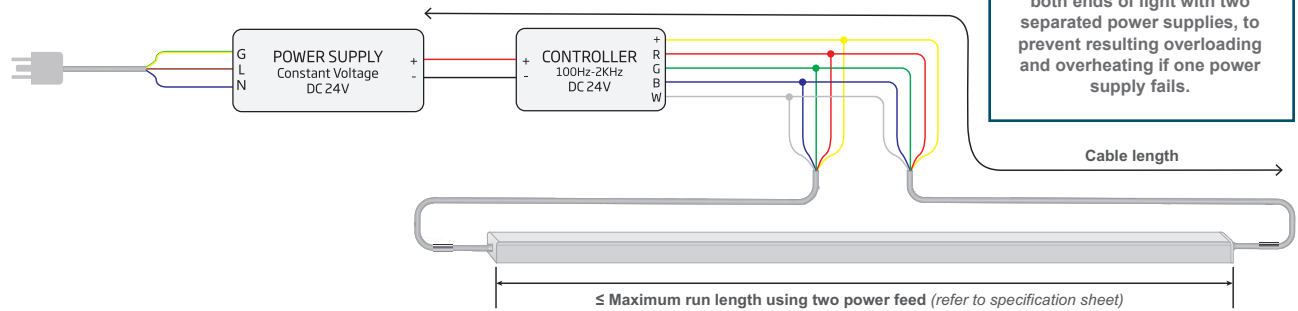 both ends of light with two
separated power supplies, to
prevent resulting overloading
and overheating if one power
supply fails.
G
L
N
POWER SUPPLY
Constant Voltage
DC 24V
+
-
+
-
CONTROLLER
100Hz-2KHz
DC 24V
+
R
G
B
W
Cable length
≤ Maximum run length using two power feed (refer to specification sheet)